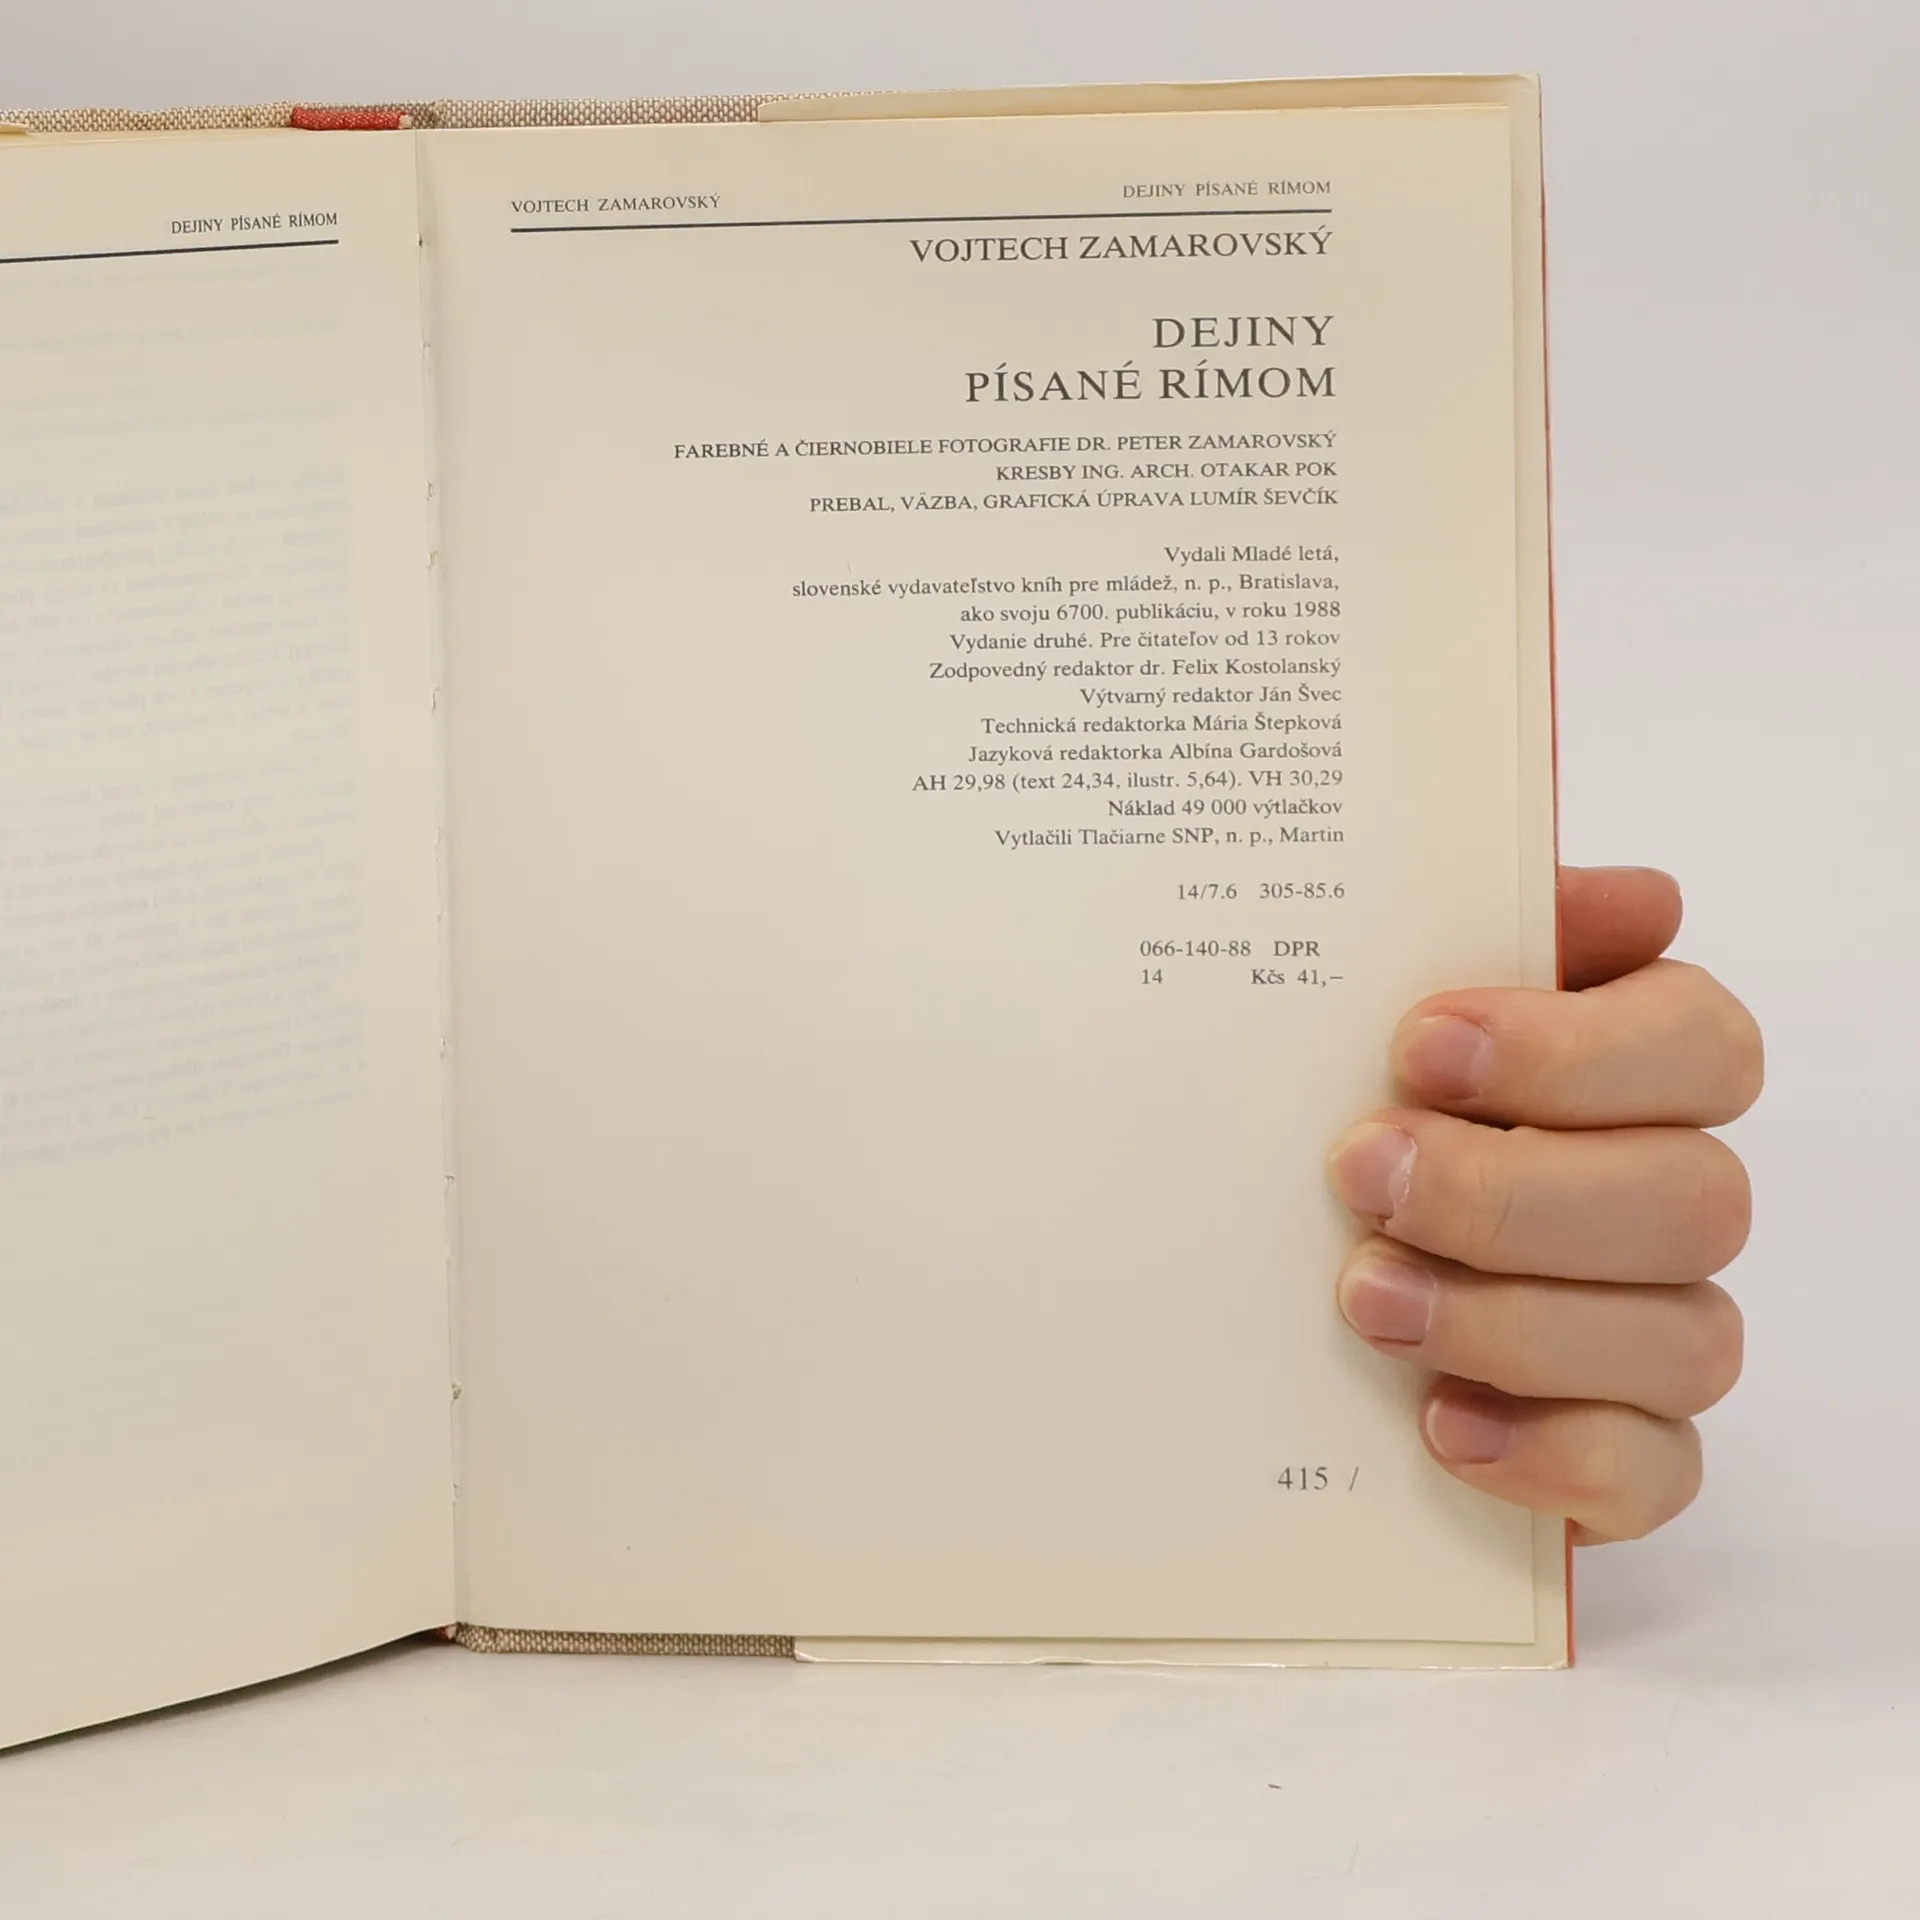 DEJINY PÍSANÉ RÍMOM
VOJTECH ZAMAROVSKÝ DEJINY PÍSANÉ RÍMOM
VOJTECH ZAMAROVSKÝ
DEJINY
PÍSANÉ RÍMOM
FAREBNÉ A ČIERNOBIELE FOTOGRAFIE DR. PETER ZAMAROVSKÝ
KRESBY ING. ARCH. OTAKAR POK
PREBAL, VÄZBA, GRAFICKÁ ÚPRAVA LUMÍR ŠEVČÍK
Vydali Mladé letá,
slovenské vydavateľstvo kníh pre mládež, n. p., Bratislava,
ako svoju 6700. publikáciu, v roku 1988
Vydanie druhé. Pre čitateľov od 13 rokov
Zodpovedný redaktor dr. Felix Kostolanský
Výtvarný redaktor Ján Švec
Technická redaktorka Mária Štepková
Jazyková redaktorka Albína Gardošová
AH 29,98 (text 24,34, ilustr. 5,64). VH 30,29
Náklad 49 000 výtlačkov
Vytlačili Tlačiarne SNP, n. p., Martin
14/7.6 305-85.6
066-140-88 DPR
14 Kčs 41,—
415 /